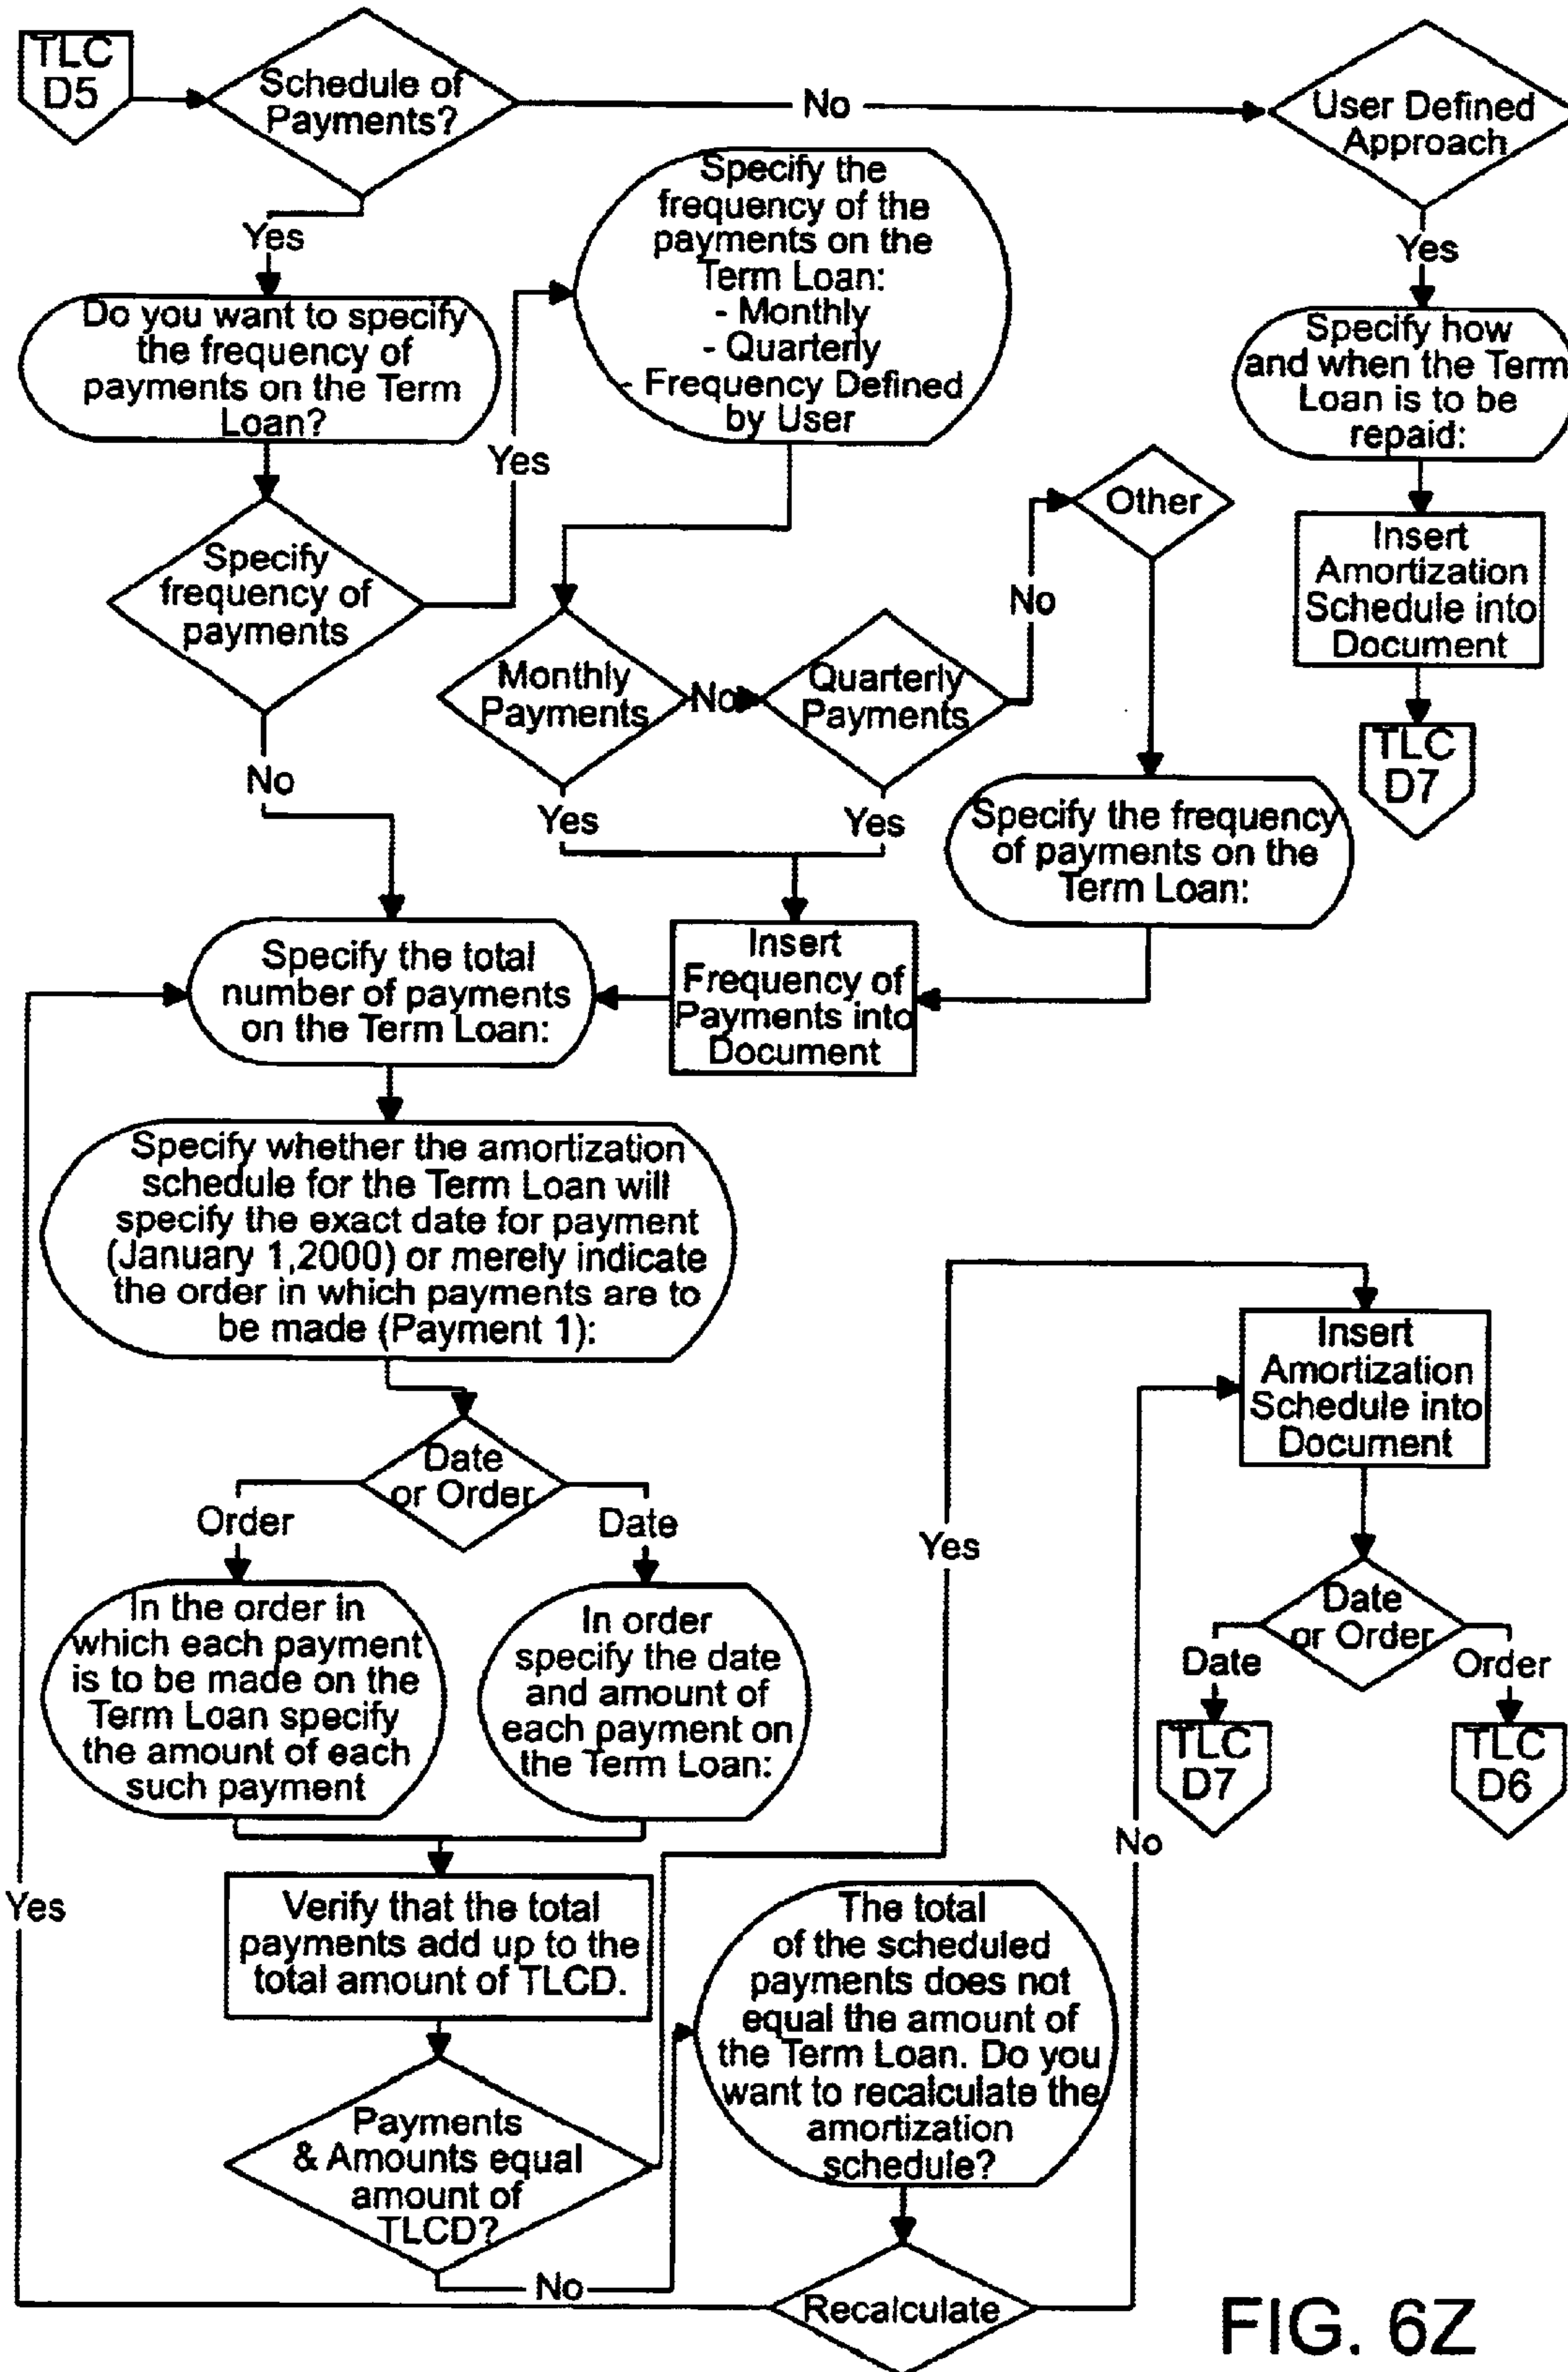 TLC
D5
Schedule of
Payments?
No
User Defined
Approach
Yes
Do you want to specify
the frequency of
payments on the Term
Loan?
Specify
frequency of
payments
Yes
Specify the
frequency of the
payments on the
Term Loan:
- Monthly
- Quarterly
- Frequency Defined
by User
Yes
Specify how
and when the Term
Loan is to be
repaid:
Insert
Amortization
Schedule into
Document
TLC
D7
Monthly
Payments
No
Quarterly
Payments
No
Other
No
Yes
Yes
Specify the frequency
of payments on the
Term Loan:
Insert
Frequency of
Payments into
Document
Specify the total
number of payments
on the Term Loan:
Specify whether the amortization
schedule for the Term Loan will
specify the exact date for payment
(January 1,2000) or merely indicate
the order in which payments are to
be made (Payment 1):
Date
or Order
Order
Date
In the order in
which each payment
is to be made on the
Term Loan specify
the amount of each
such payment
In order
specify the date
and amount of
each payment on
the Term Loan:
Verify that the total
payments add up to the
total amount of TLCD.
Payments
& Amounts equal
amount of
TLCD?
No
Yes
The total
of the scheduled
payments does not
equal the amount of
the Term Loan. Do you
want to recalculate the
amortization
schedule?
Recalculate
Yes
No
Insert
Amortization
Schedule into
Document
Date
or Order
Date
Order
TLC
D7
TLC
D6
FIG. 6Z